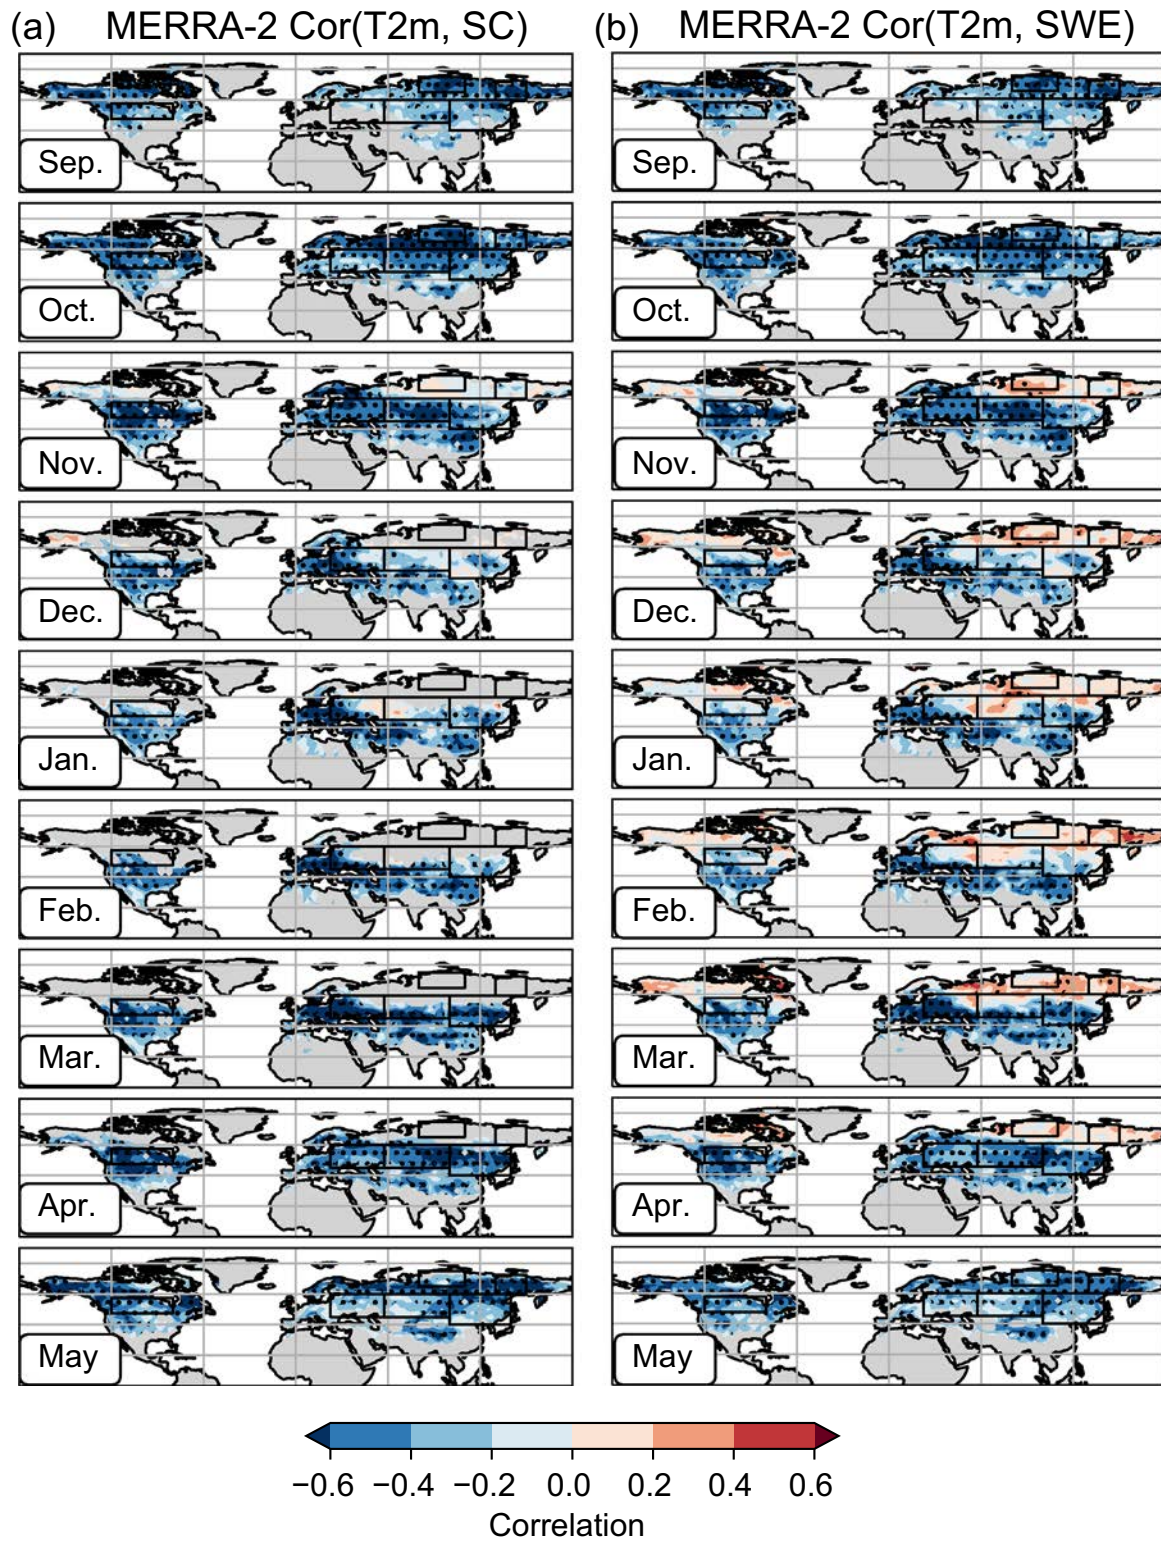 (a) MERRA-2 Cor(T2m, SC)
(b) MERRA-2 Cor(T2m, SWE)
Sep.
Sep.
Oct.
Oct.
Nov.
Nov.
Dec.
Dec.
Jan.
Jan.
Feb.
Feb.
Mar.
Mar.
Apr.
Apr.
May
May
−0.6 −0.4 −0.2 0.0 0.2 0.4 0.6
Correlation